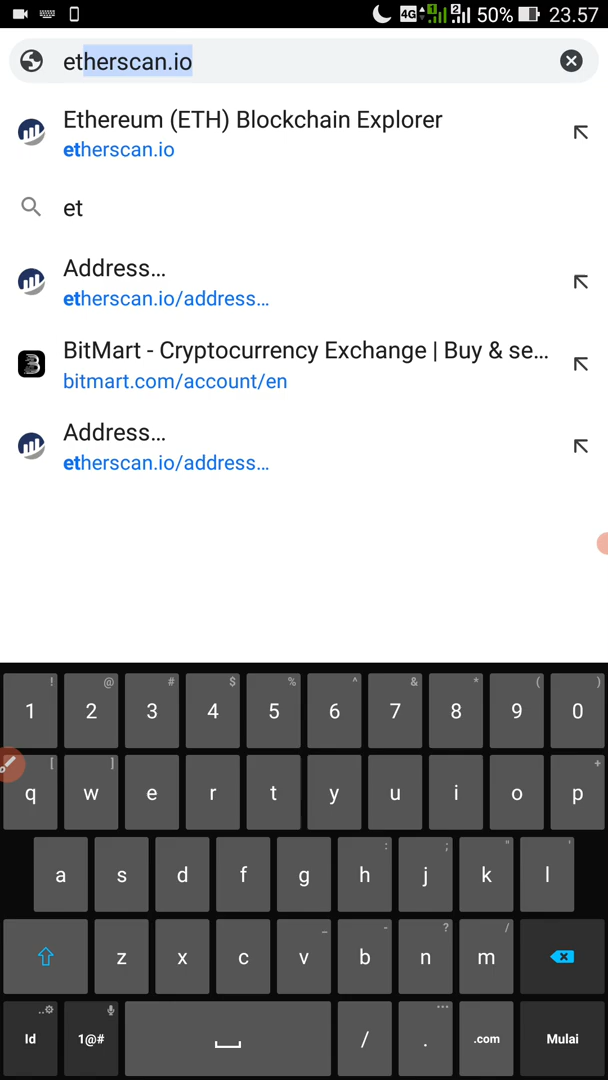 4G 1 2 50% 23.57
etherscan.io
Ethereum (ETH) Blockchain Explorer
etherscan.io
et
Address...
etherscan.io/address...
BitMart - Cryptocurrency Exchange | Buy & se...
bitmart.com/account/en
Address...
etherscan.io/address...
! @ # $ % ^ & * ( )
1 2 3 4 5 6 7 8 9 0
[ ] +
q w e r t y u i o p
: ; " '
a s d f g h j k l
_ - ? /
z x c v b n m
Id 1@# / . .com Mulai